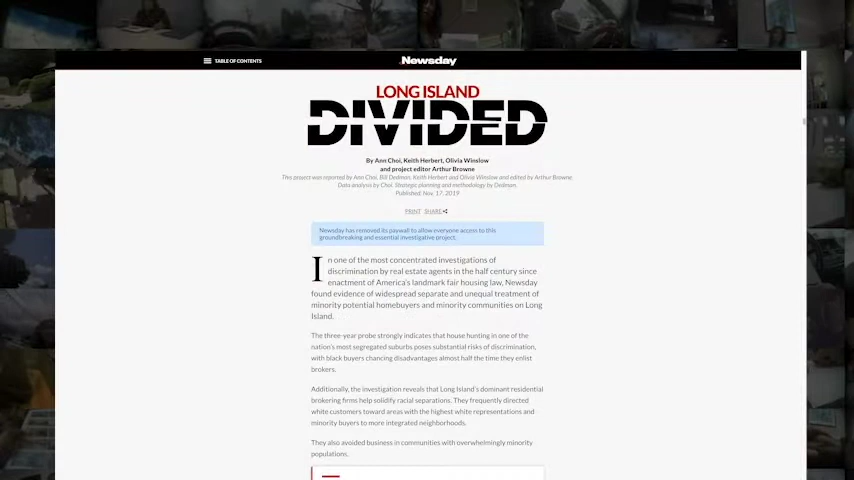 TABLE OF CONTENTS
Newsday
LONG ISLAND
DIVIDED
By Ann Choi, Keith Herbert, Olivia Winslow
and project editor Arthur Browne
This project was reported by Ann Choi, Bill Dedman, Keith Herbert and Olivia Winslow and edited by Arthur Browne.
Data analysis by Choi. Strategic planning and methodology by Dedman.
Published: Nov. 17, 2019
PRINT SHARE
Newsday has removed its paywall to allow everyone access to this
groundbreaking and essential investigative project.
In one of the most concentrated investigations of
discrimination by real estate agents in the half century since
enactment of America's landmark fair housing law, Newsday
found evidence of widespread separate and unequal treatment of
minority potential homebuyers and minority communities on Long
Island.
The three-year probe strongly indicates that house hunting in one of the
nation's most segregated suburbs poses substantial risks of discrimination,
with black buyers chancing disadvantages almost half the time they enlist
brokers.
Additionally, the investigation reveals that Long Island's dominant residential
brokering firms help solidify racial separations. They frequently directed
white customers toward areas with the highest white representations and
minority buyers to more integrated neighborhoods.
They also avoided business in communities with overwhelmingly minority
populations.